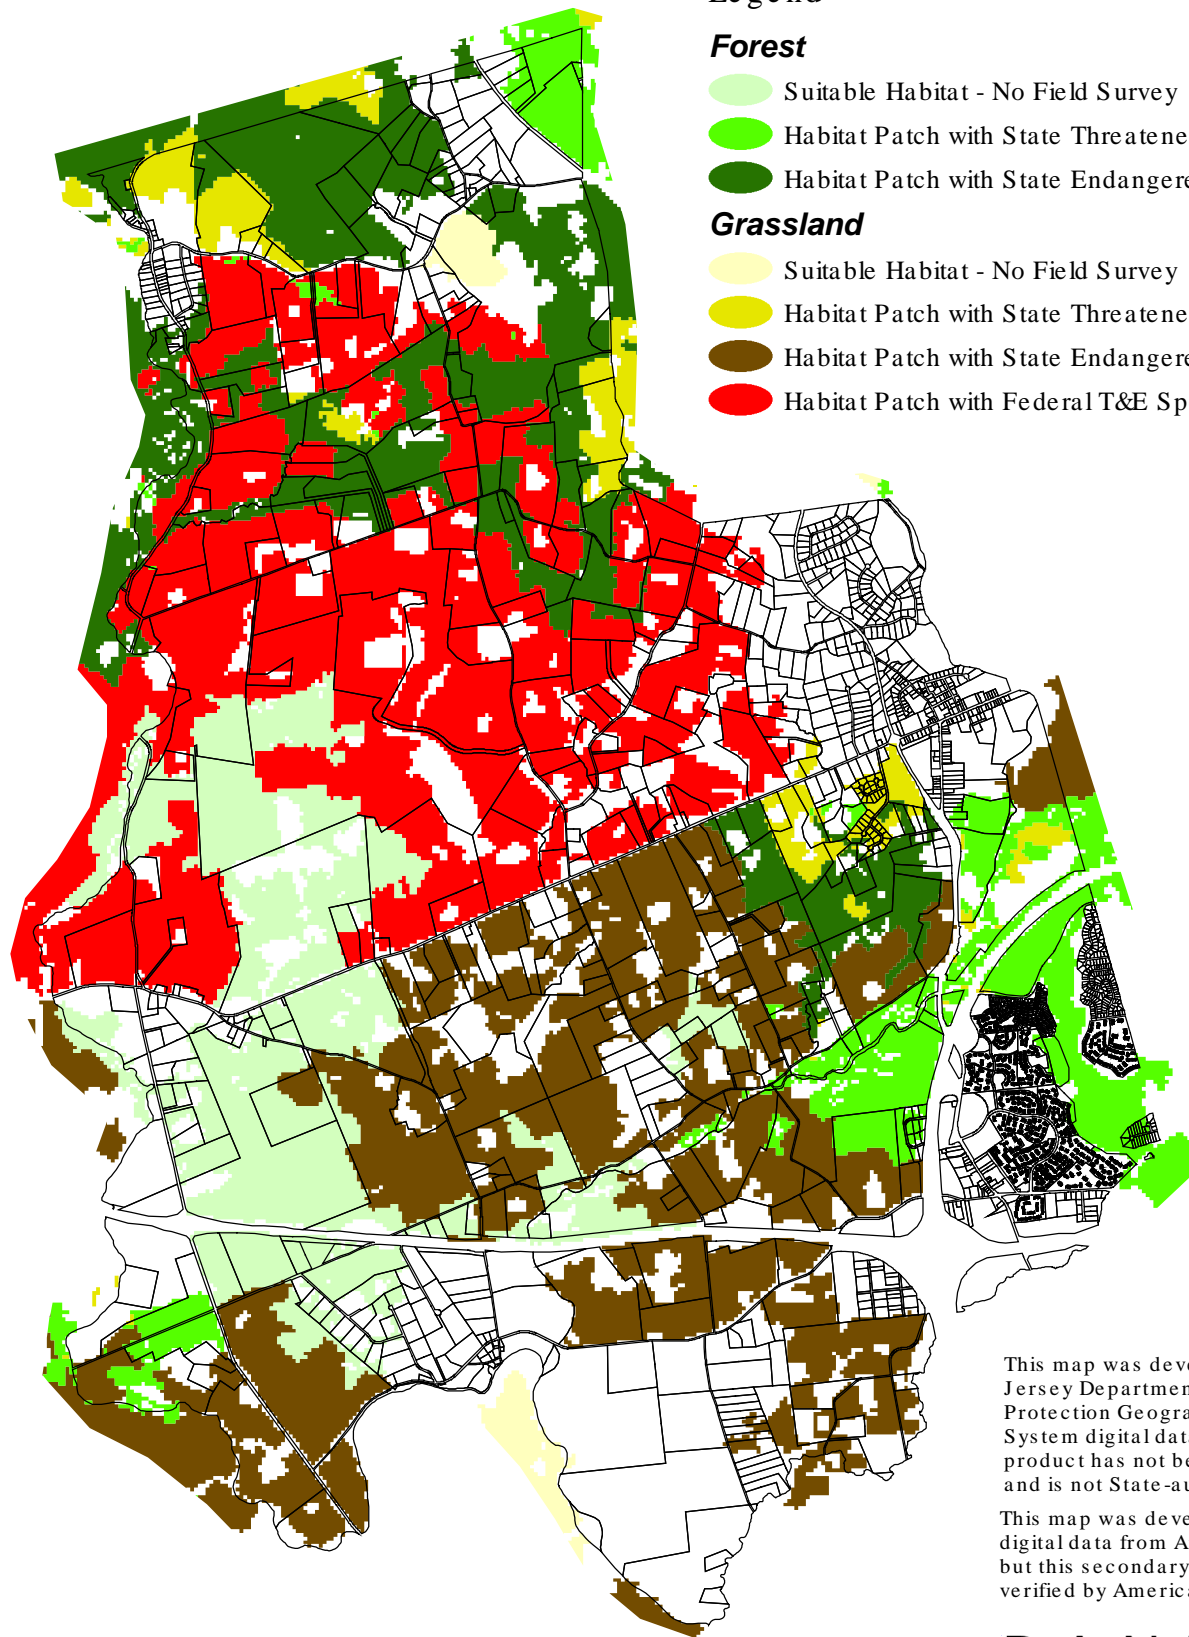 Legend
Forest
Suitable Habitat - No Field Survey
Habitat Patch with State Threatene
Habitat Patch with State Endangere
Grassland
Suitable Habitat - No Field Survey
Habitat Patch with State Threatene
Habitat Patch with State Endangere
Habitat Patch with Federal T&E Sp
This map was deve
Jersey Departmen
Protection Geogra
System digital data
product has not be
and is not State-au
This map was deve
digital data from A
but this secondary
verified by America